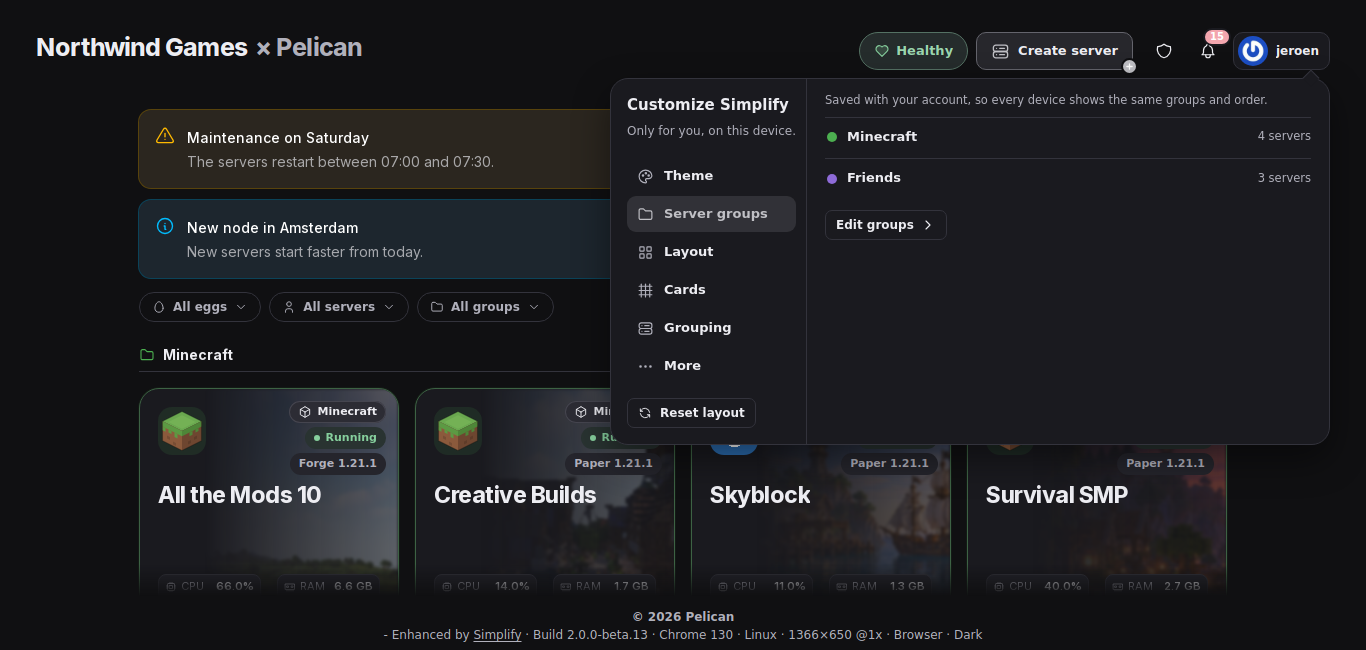 Northwind Games × Pelican
Healthy
Create server
15
jeroen
Maintenance on Saturday
The servers restart between 07:00 and 07:30.
New node in Amsterdam
New servers start faster from today.
All eggs
All servers
All groups
Customize Simplify
Only for you, on this device.
Theme
Server groups
Layout
Cards
Grouping
More
Reset layout
Saved with your account, so every device shows the same groups and order.
Minecraft 4 servers
Friends 3 servers
Edit groups
Minecraft
Minecraft
Running
Forge 1.21.1
All the Mods 10
CPU 66.0% RAM 6.6 GB
Paper 1.21.1
Creative Builds
CPU 14.0% RAM 1.7 GB
Paper 1.21.1
Skyblock
CPU 11.0% RAM 1.3 GB
Paper 1.21.1
Survival SMP
CPU 40.0% RAM 2.7 GB
© 2026 Pelican
- Enhanced by Simplify · Build 2.0.0-beta.13 · Chrome 130 · Linux · 1366×650 @1x · Browser · Dark